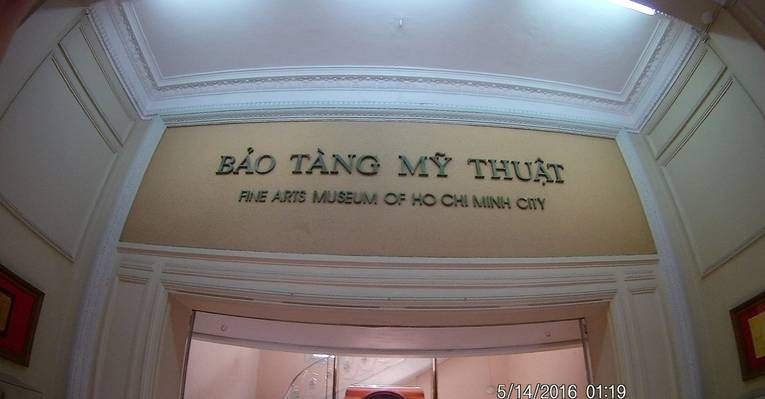 BẢO TÀNG MỸ THUẬT
FINE ARTS MUSEUM OF HO CHI MINH CITY
5/14/2016 01:19